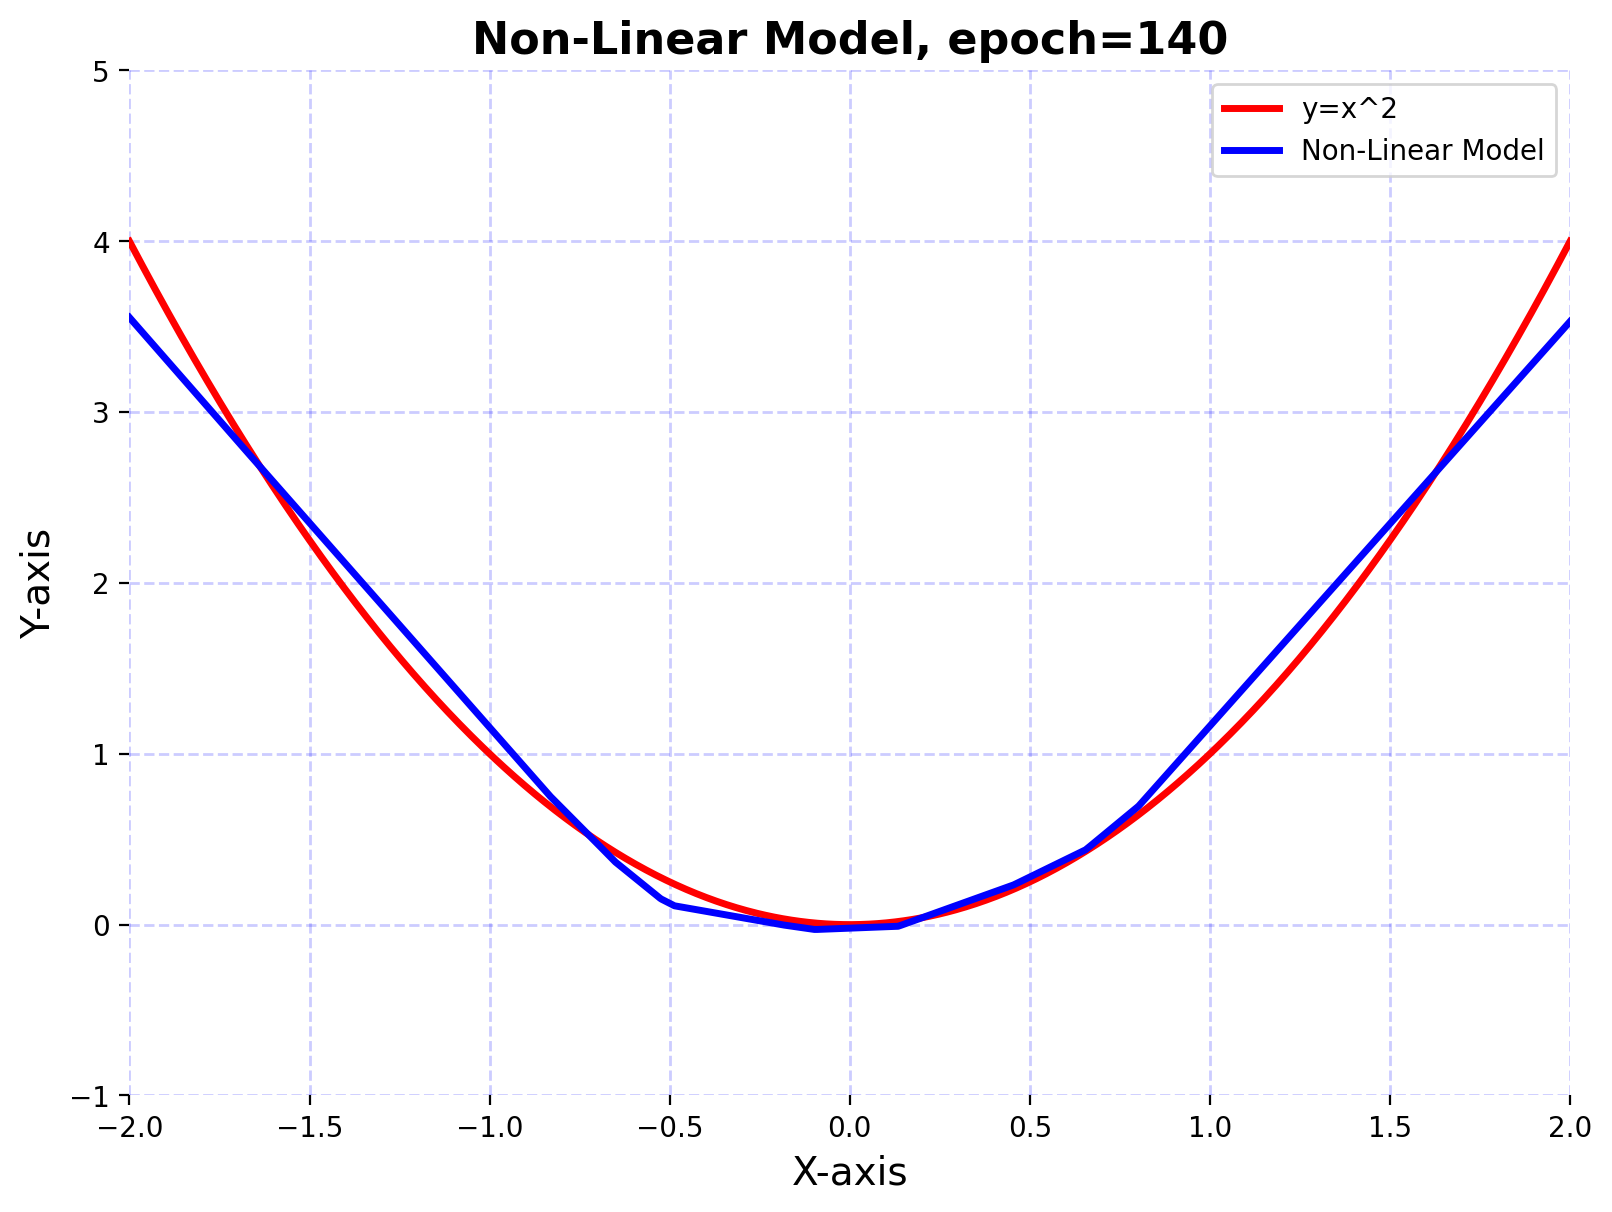 Non-Linear Model, epoch=140
y=x^2
Non-Linear Model
5
4
3
2
1
0
−1
Y-axis
−2.0 −1.5 −1.0 −0.5 0.0 0.5 1.0 1.5 2.0
X-axis